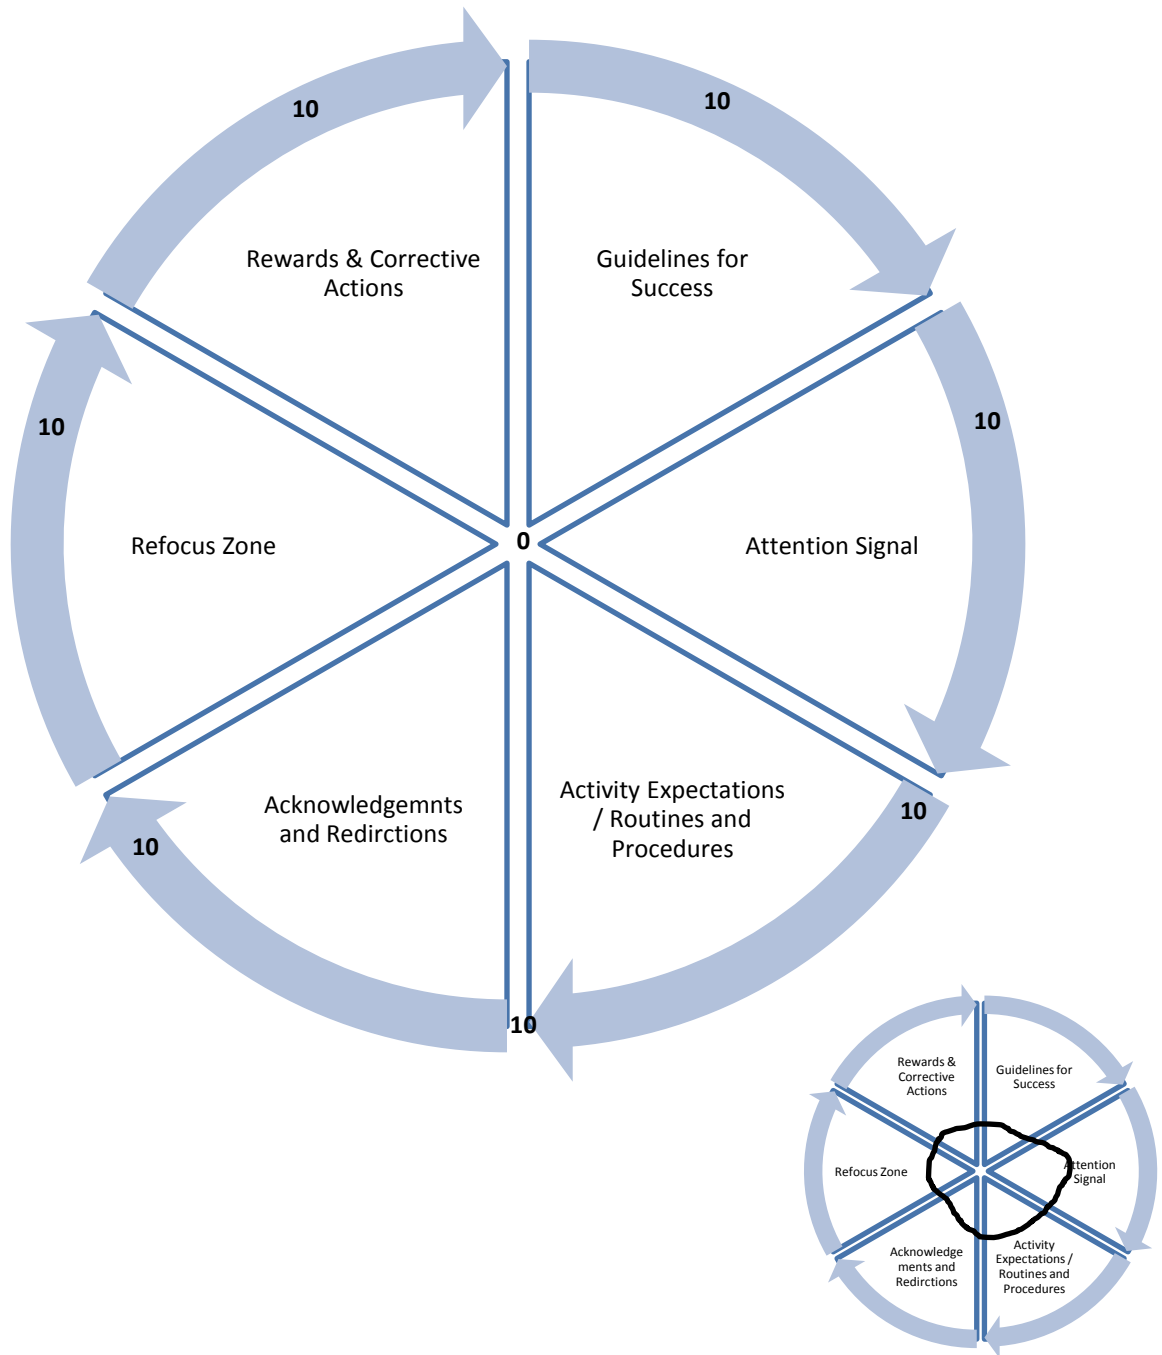 10
10
Rewards & Corrective
Actions
Guidelines for
Success
10
10
Refocus Zone
0
Attention Signal
Acknowledgemnts
and Redirctions
Activity Expectations
/ Routines and
Procedures
10
10
10
Rewards &
Corrective
Actions
Guidelines for
Success
Refocus Zone
Attention
Signal
Acknowledge
ments and
Redirctions
Activity
Expectations /
Routines and
Procedures